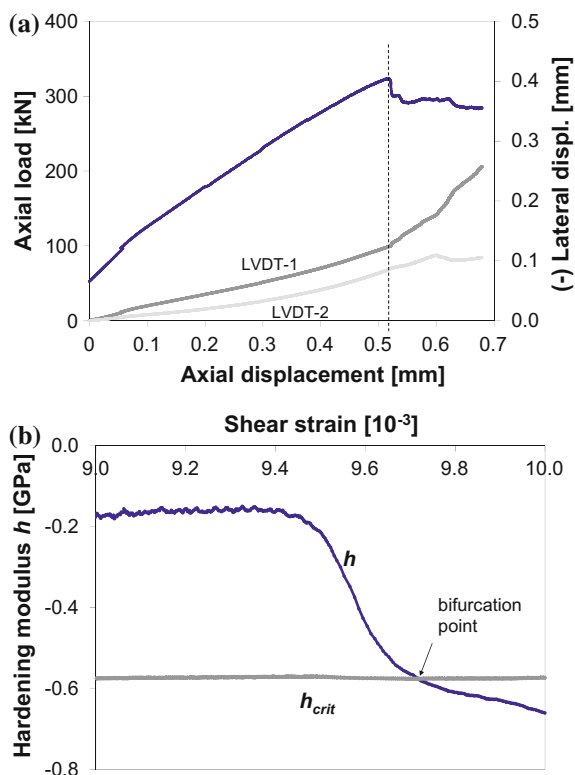 (a)
400
300
200
100
0
Axial load [kN]
0.5
0.4
0.3
0.2
0.1
0.0
(-) Lateral displ. [mm]
LVDT-1
LVDT-2
0 0.1 0.2 0.3 0.4 0.5 0.6 0.7
Axial displacement [mm]
(b)
Shear strain [10-3]
9.0 9.2 9.4 9.6 9.8 10.0
0.0
-0.2
-0.4
-0.6
-0.8
Hardening modulus h [GPa]
h
bifurcation
point
hcrit